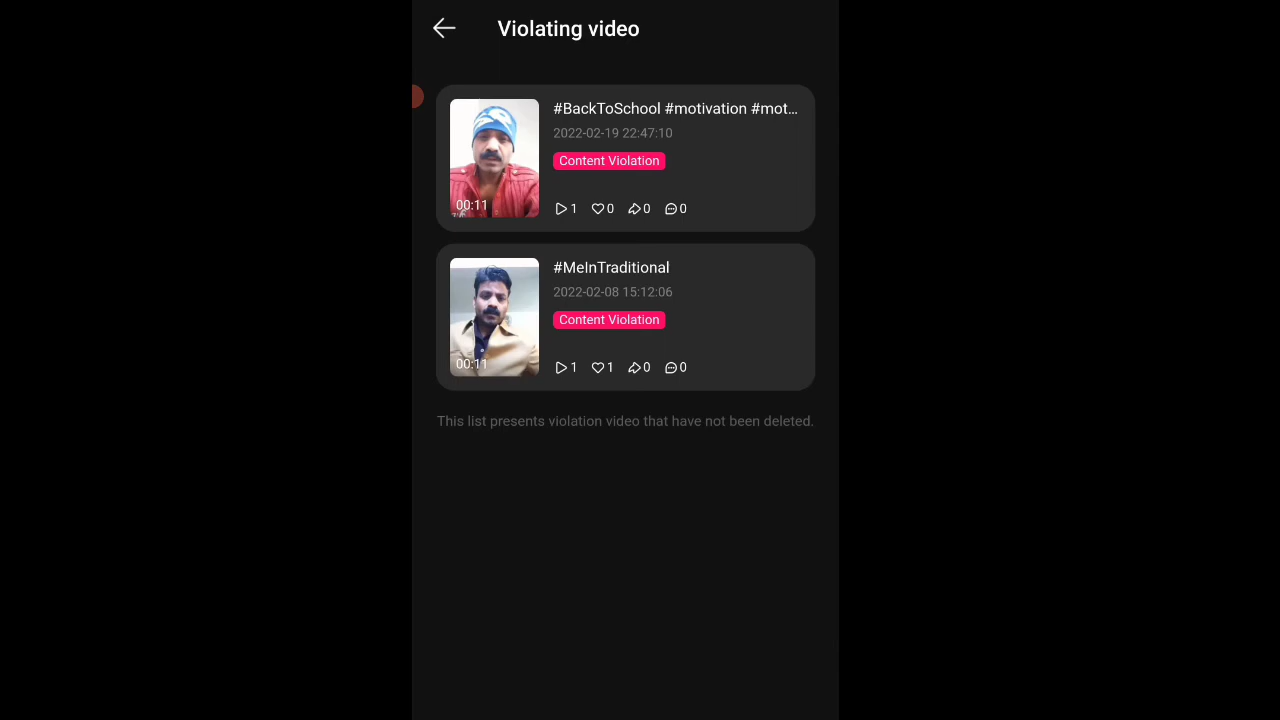 Violating video
#BackToSchool #motivation #mot...
2022-02-19 22:47:10
Content Violation
00:11
1 0 0 0
#MeInTraditional
2022-02-08 15:12:06
Content Violation
00:11
1 1 0 0
This list presents violation video that have not been deleted.